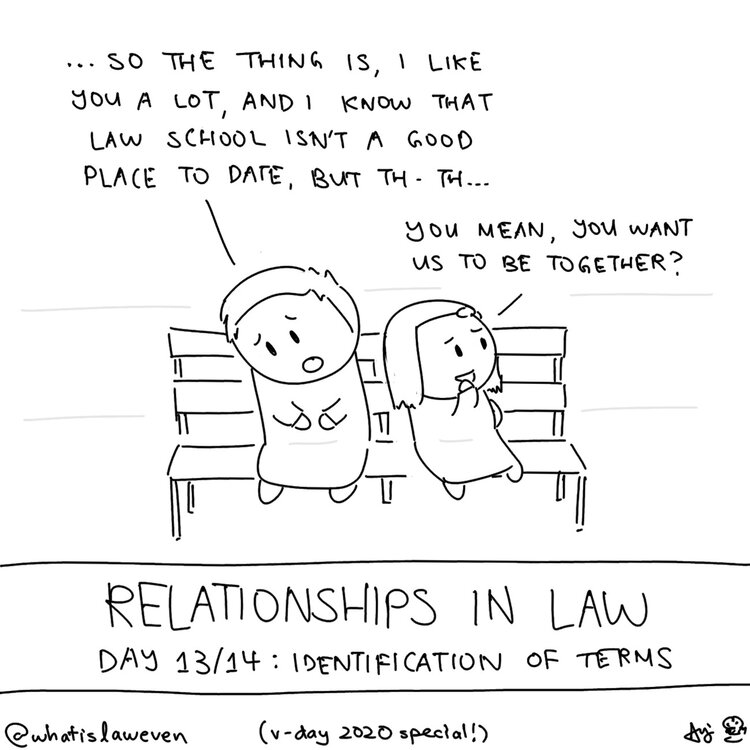 ... SO THE THING IS, I LIKE
YOU A LOT, AND I KNOW THAT
LAW SCHOOL ISN'T A GOOD
PLACE TO DATE, BUT TH - TH...
YOU MEAN, YOU WANT
US TO BE TOGETHER?
RELATIONSHIPS IN LAW
DAY 13/14 : IDENTIFICATION OF TERMS
@whatislaweven (v-day 2020 special!)